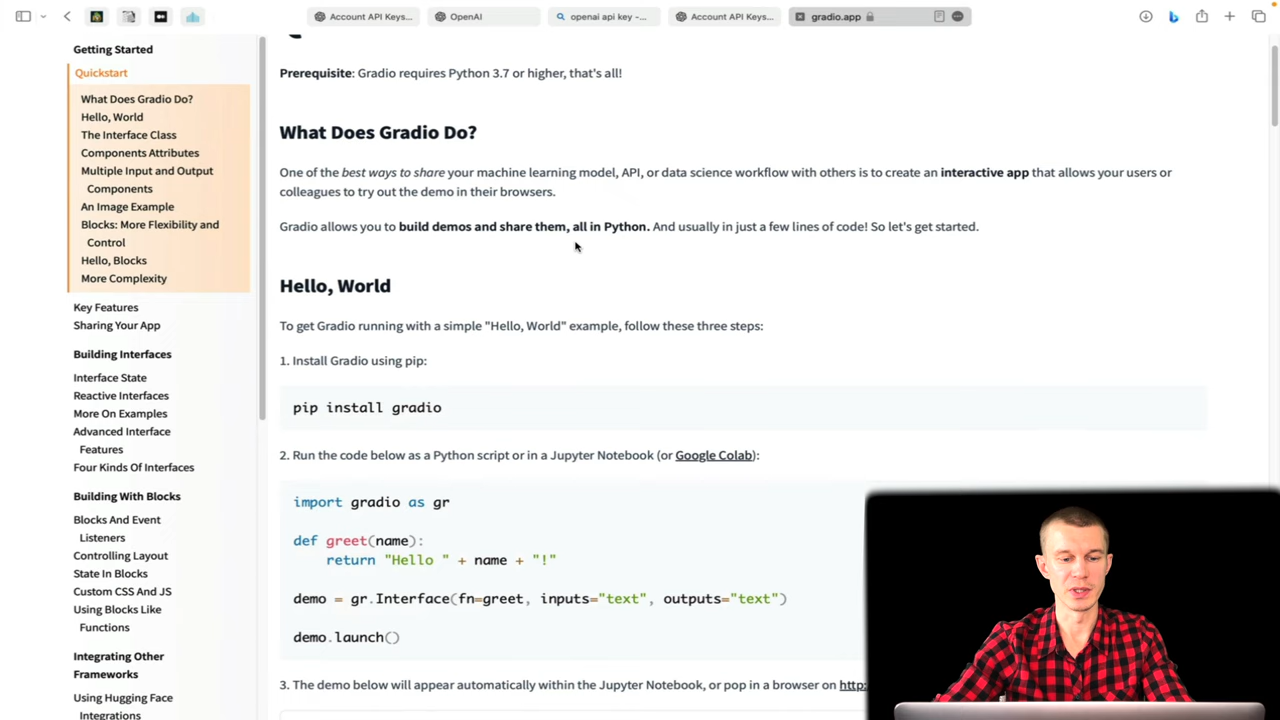 Account API Keys...
OpenAI
openai api key -...
Account API Keys...
gradio.app
Getting Started
Quickstart
What Does Gradio Do?
Hello, World
The Interface Class
Components Attributes
Multiple Input and Output
Components
An Image Example
Blocks: More Flexibility and
Control
Hello, Blocks
More Complexity
Key Features
Sharing Your App
Building Interfaces
Interface State
Reactive Interfaces
More On Examples
Advanced Interface
Features
Four Kinds Of Interfaces
Building With Blocks
Blocks And Event
Listeners
Controlling Layout
State In Blocks
Custom CSS And JS
Using Blocks Like
Functions
Integrating Other
Frameworks
Using Hugging Face
Integrations
Prerequisite: Gradio requires Python 3.7 or higher, that's all!
What Does Gradio Do?
One of the best ways to share your machine learning model, API, or data science workflow with others is to create an interactive app that allows your users or
colleagues to try out the demo in their browsers.
Gradio allows you to build demos and share them, all in Python. And usually in just a few lines of code! So let's get started.
Hello, World
To get Gradio running with a simple "Hello, World" example, follow these three steps:
1. Install Gradio using pip:
pip install gradio
2. Run the code below as a Python script or in a Jupyter Notebook (or Google Colab):
import gradio as gr
def greet(name):
return "Hello " + name + "!"
demo = gr.Interface(fn=greet, inputs="text", outputs="text")
demo.launch()
3. The demo below will appear automatically within the Jupyter Notebook, or pop in a browser on http: